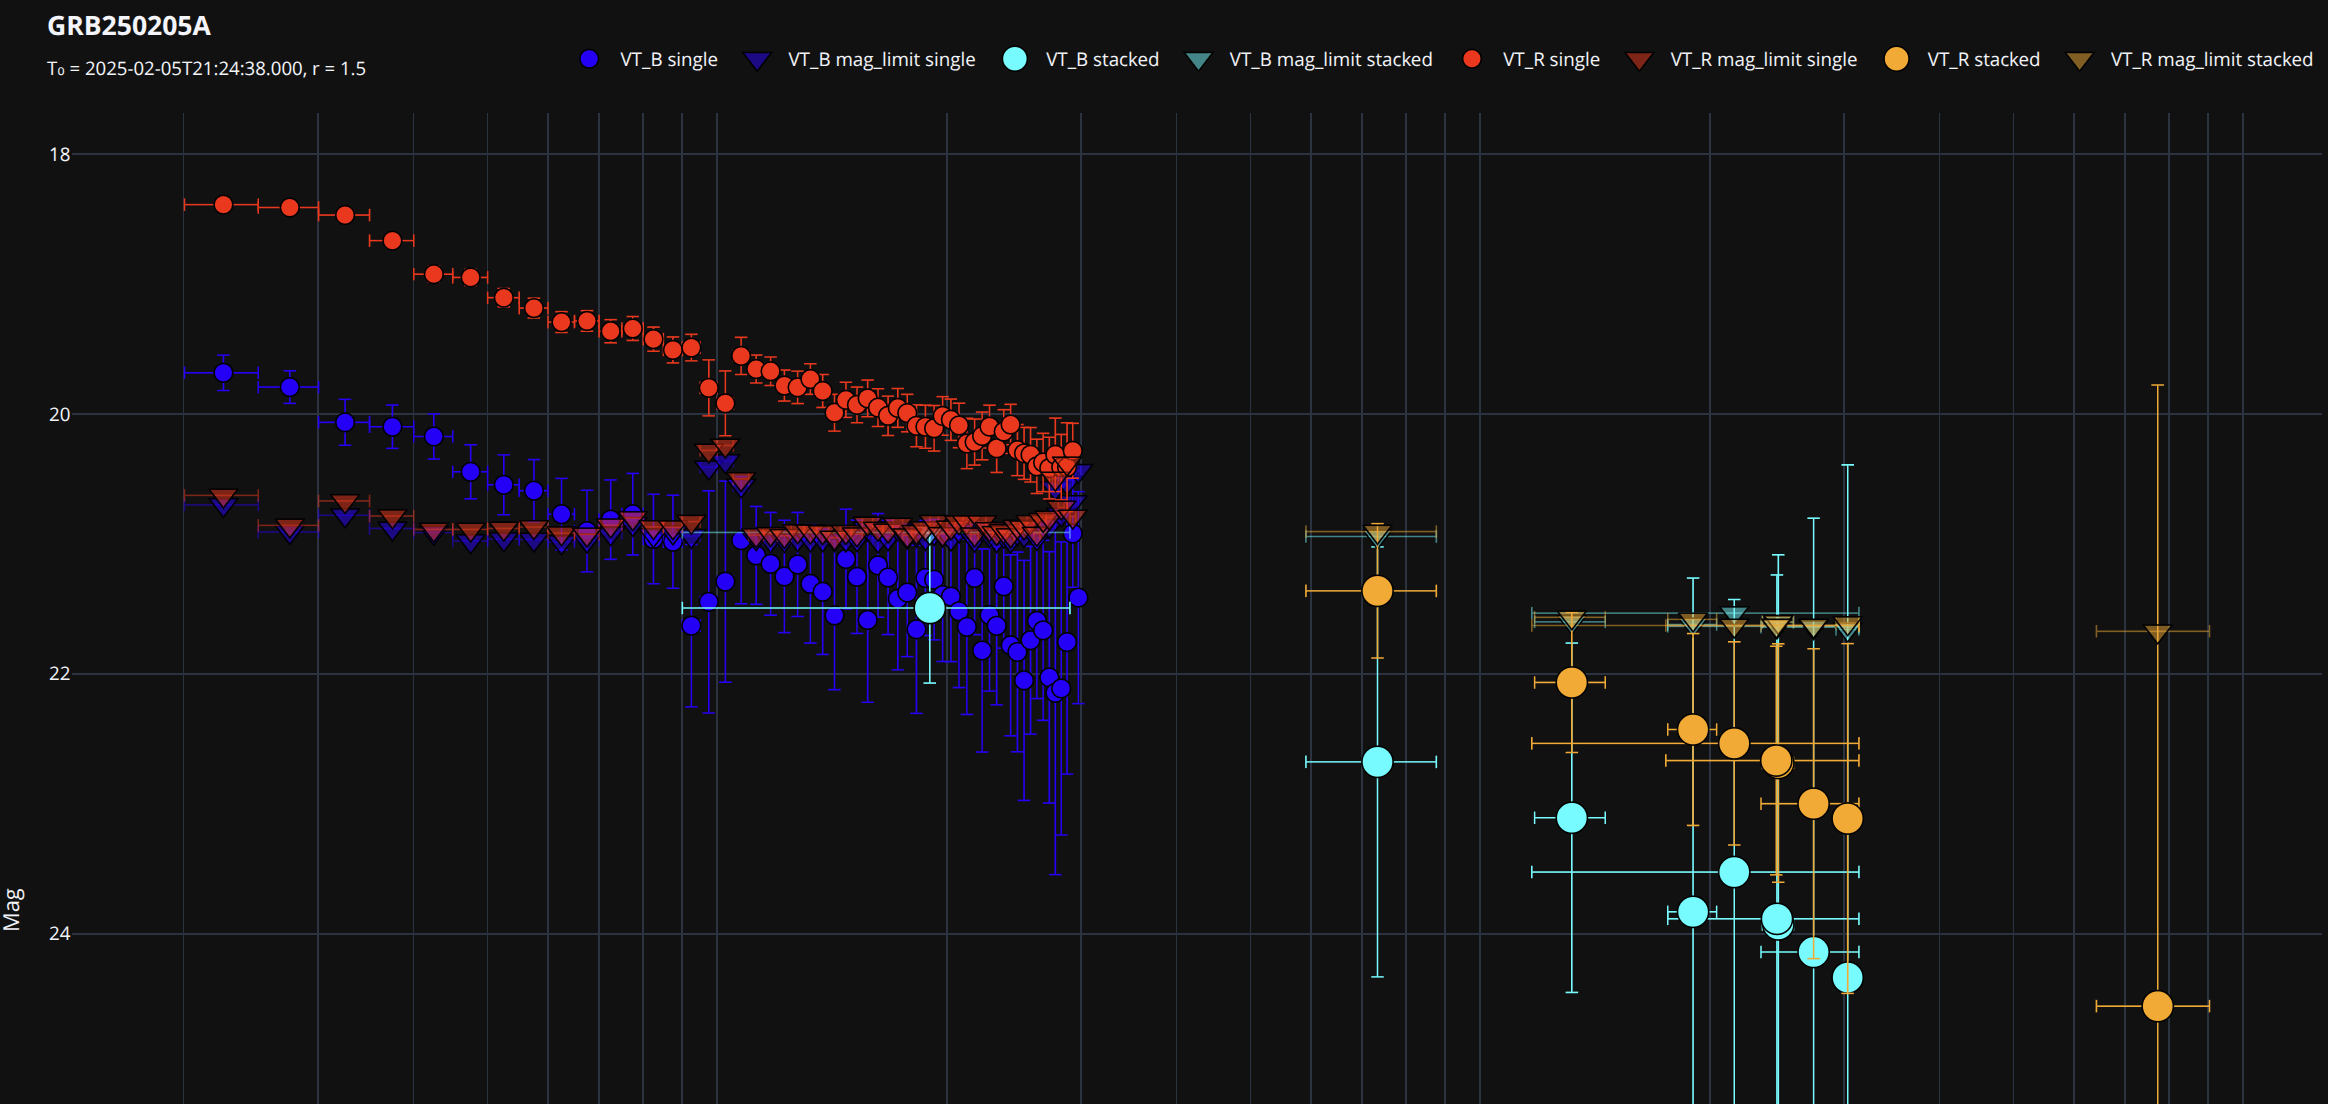 GRB250205A
T₀ = 2025-02-05T21:24:38.000, r = 1.5
VT_B single VT_B mag_limit single VT_B stacked VT_B mag_limit stacked VT_R single VT_R mag_limit single VT_R stacked VT_R mag_limit stacked
18
20
22
24
Mag